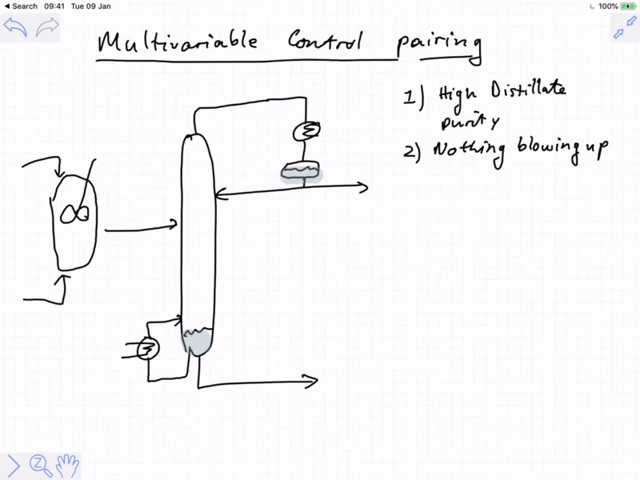 Search 09:41 Tue 09 Jan 100%
Multivariable Control pairing
1) High Distillate
purity
2) Nothing blowing up